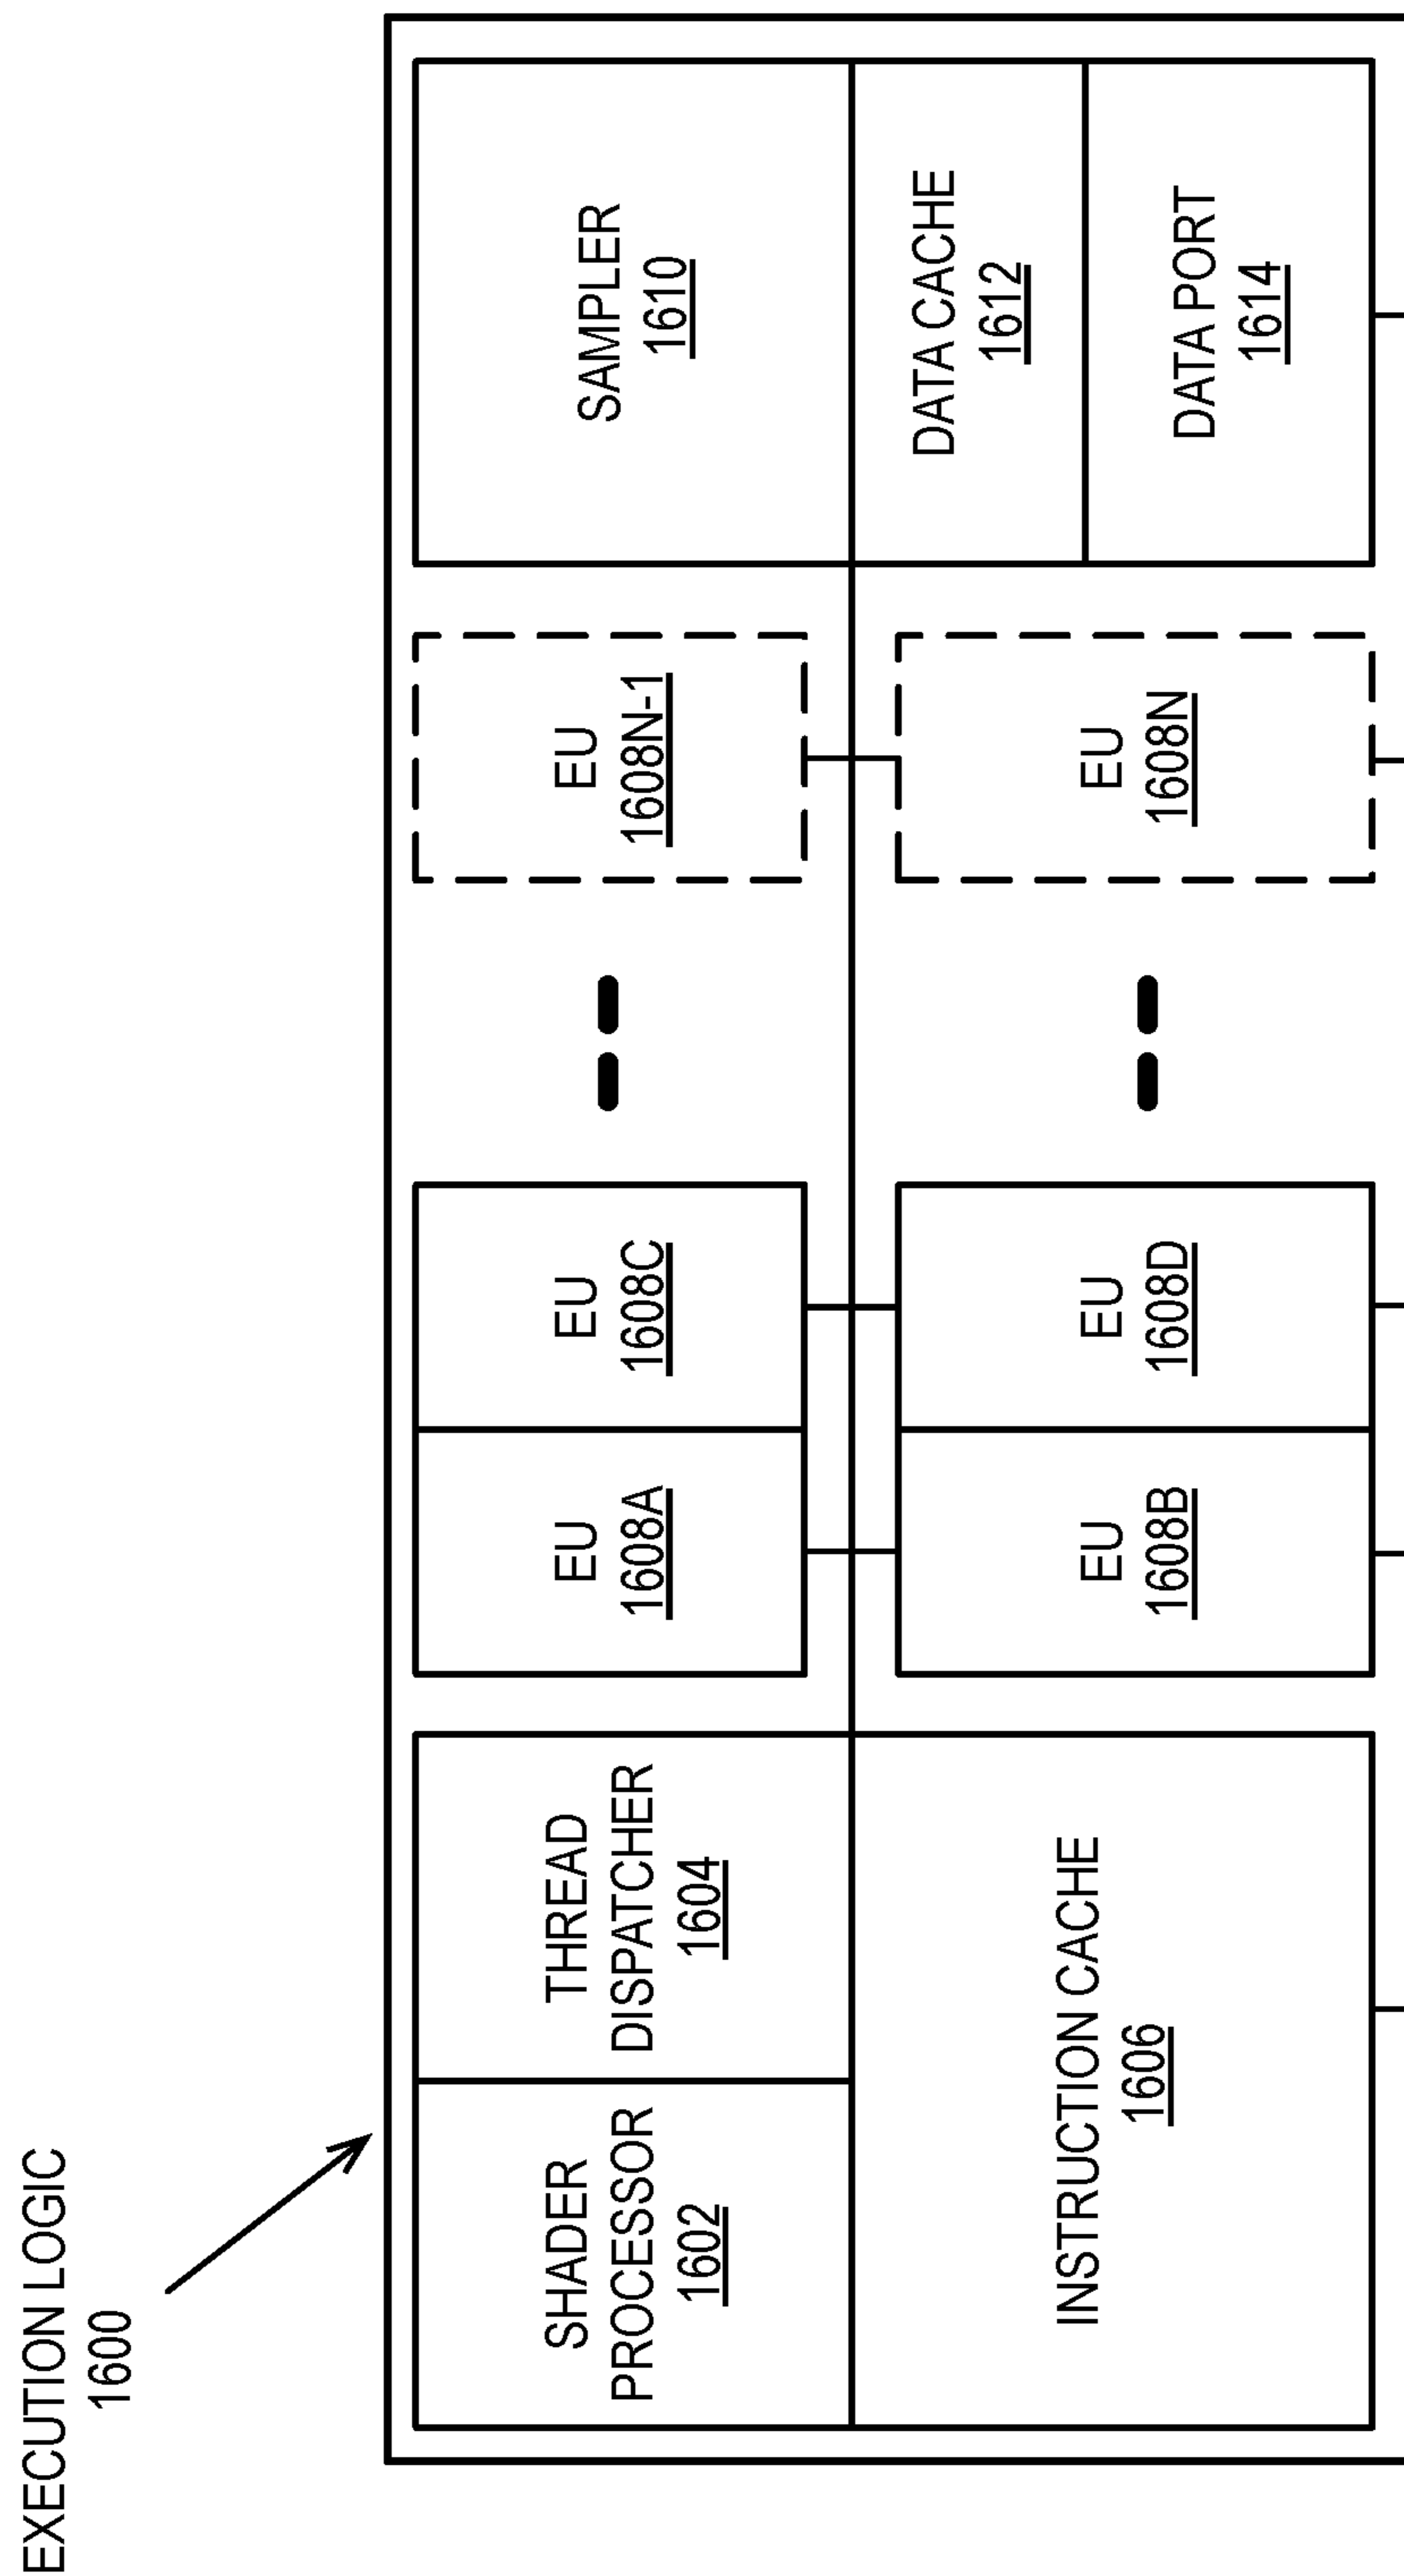 EXECUTION LOGIC
1600
SHADER
PROCESSOR
1602
THREAD
DISPATCHER
1604
INSTRUCTION CACHE
1606
EU
1608A
EU
1608C
EU
1608B
EU
1608D
EU
1608N-1
EU
1608N
SAMPLER
1610
DATA CACHE
1612
DATA PORT
1614